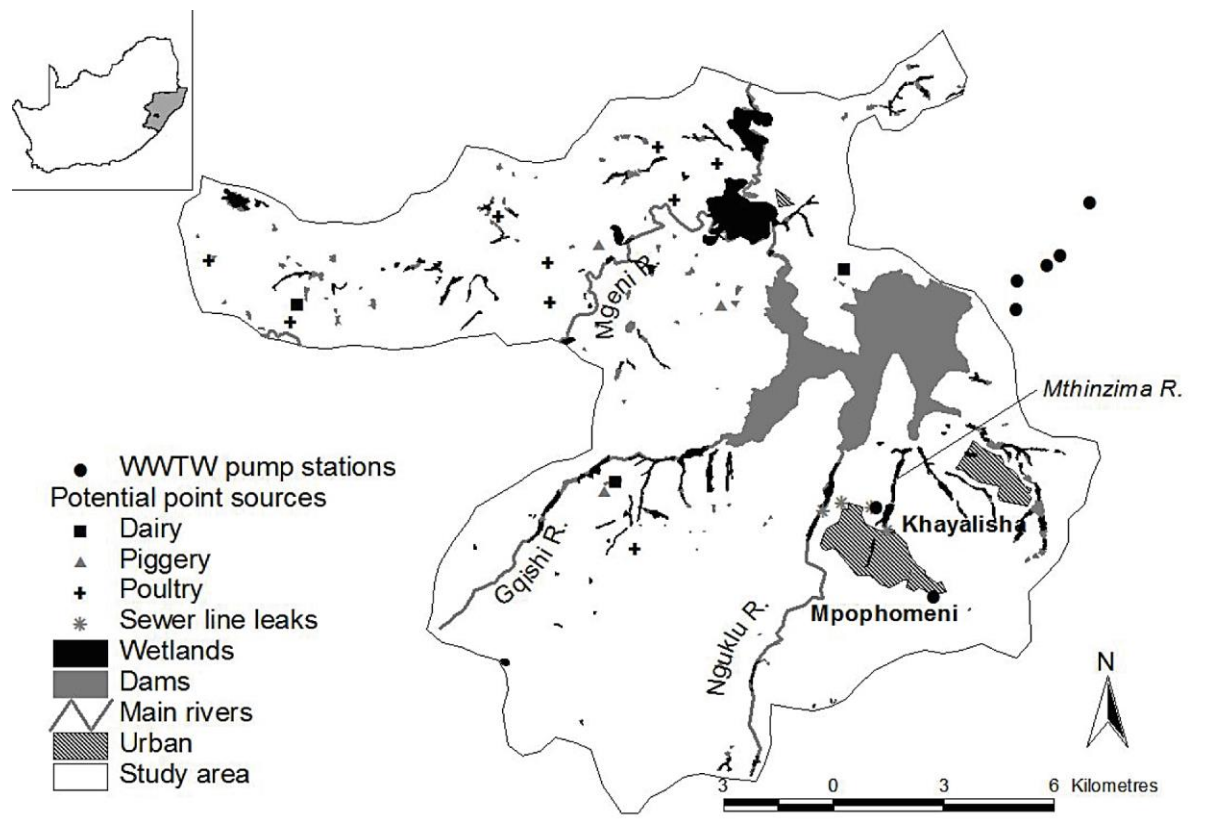 Mgeni R.
Mthinzima R.
WWTW pump stations
Potential point sources
Dairy
Piggery
Poultry
Sewer line leaks
Wetlands
Dams
Main rivers
Urban
Study area
Gqishi R.
Khayalisha
Mpophomeni
Nguklu R.
N
3 0 3 6 Kilometres